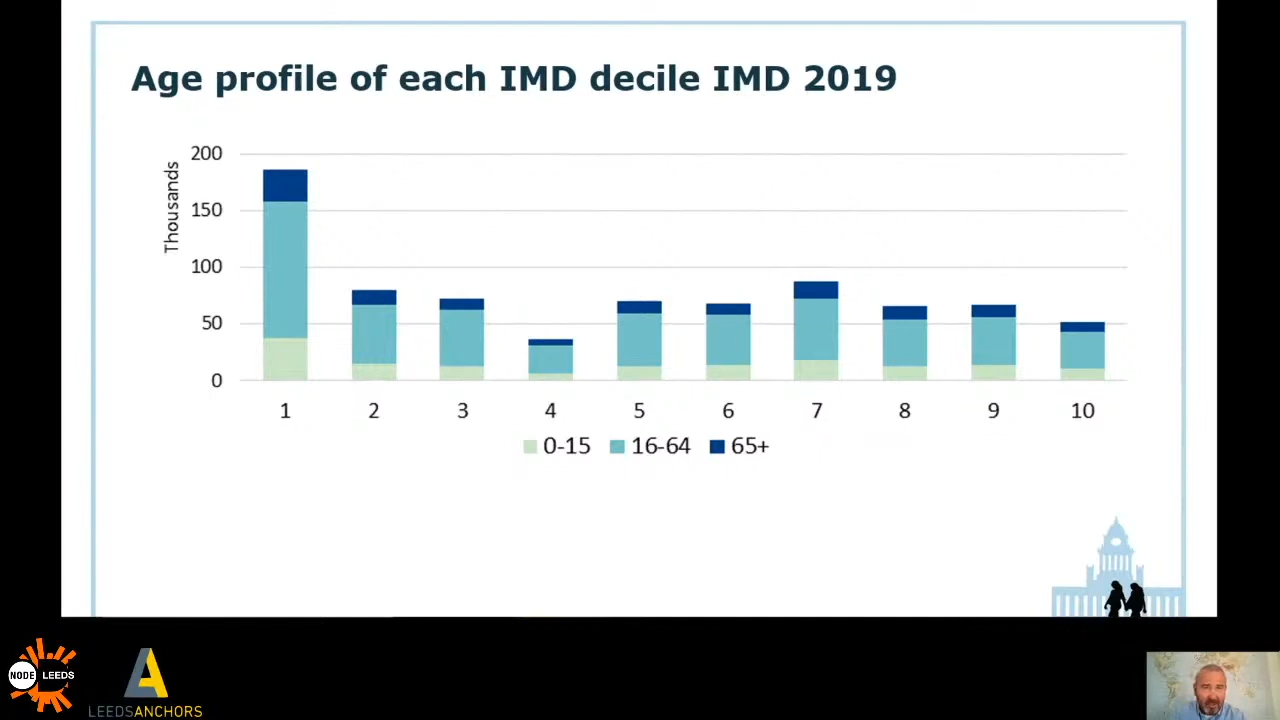 Age profile of each IMD decile IMD 2019
Thousands
200
150
100
50
0
1 2 3 4 5 6 7 8 9 10
0-15 16-64 65+
NODE LEEDS
LEEDSANCHORS